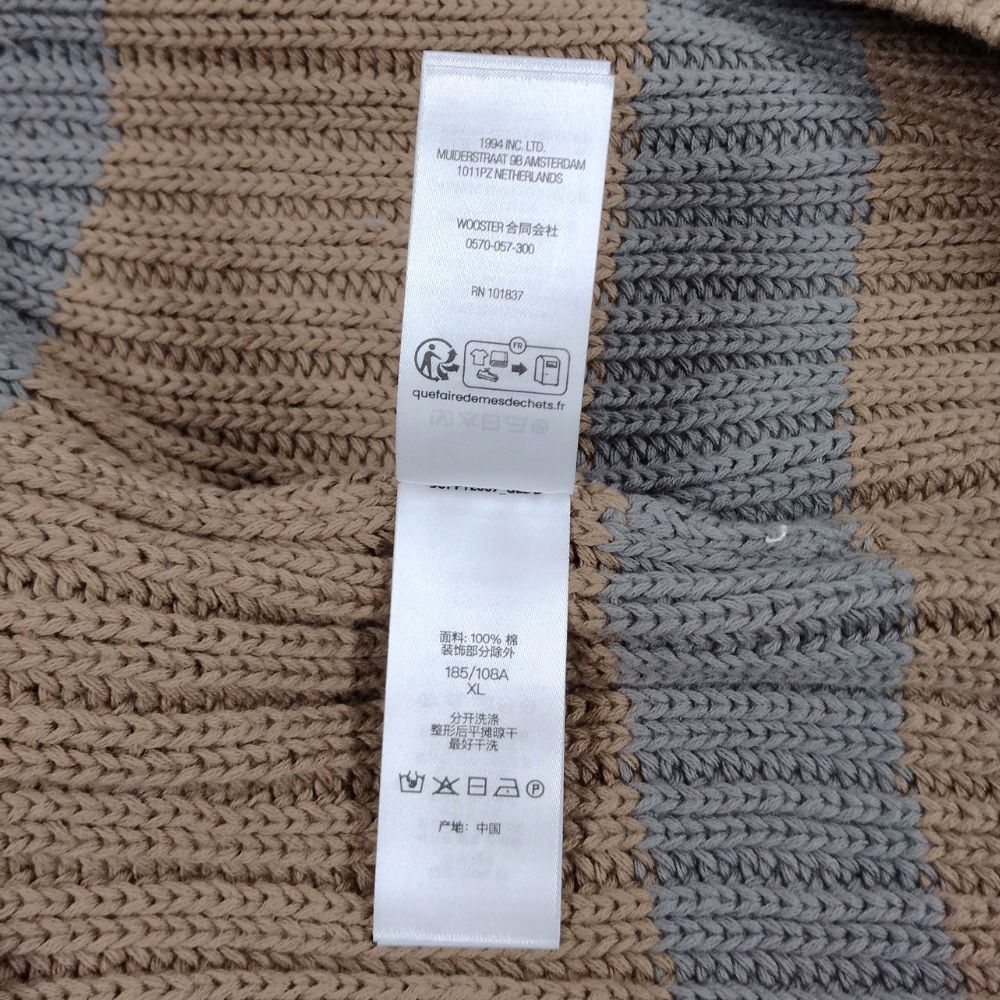 1994 INC. LTD.
MUIDERSTRAAT 9B AMSTERDAM
1011PZ NETHERLANDS
WOOSTER 合同会社
0570-057-300
RN 101837
FR
quefairedemesdechets.fr
面料: 100% 棉
装饰部分除外
185/108A
XL
分开洗涤
整形后平摊晾干
最好干洗
P
产地: 中国